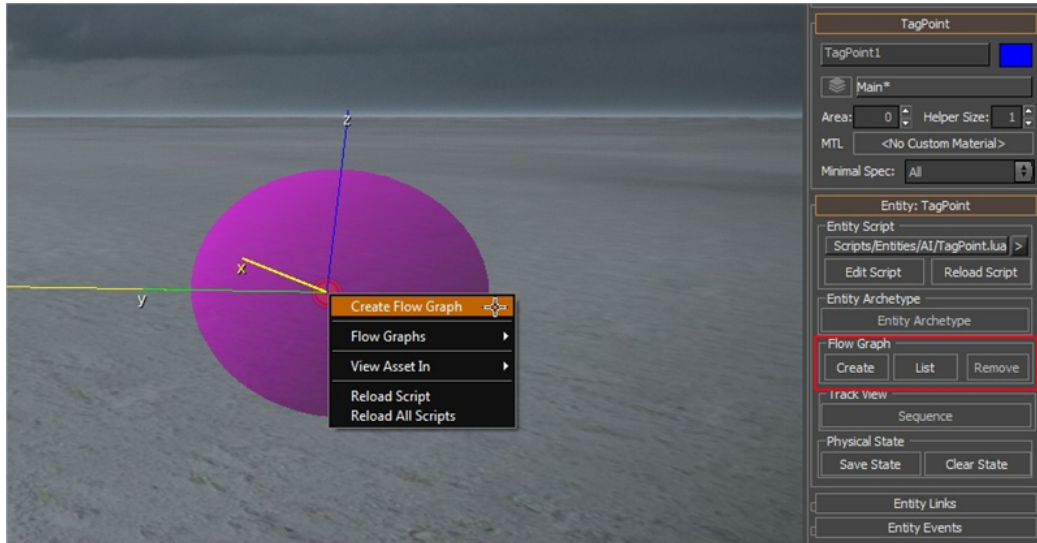 z
x
y
Create Flow Graph
Flow Graphs
View Asset In
Reload Script
Reload All Scripts
TagPoint
TagPoint1
Main*
Area: 0 Helper Size: 1
MTL <No Custom Material>
Minimal Spec: All
Entity: TagPoint
Entity Script
Scripts/Entities/AI/TagPoint.lua >
Edit Script Reload Script
Entity Archetype
Entity Archetype
Flow Graph
Create List Remove
Track View
Sequence
Physical State
Save State Clear State
Entity Links
Entity Events